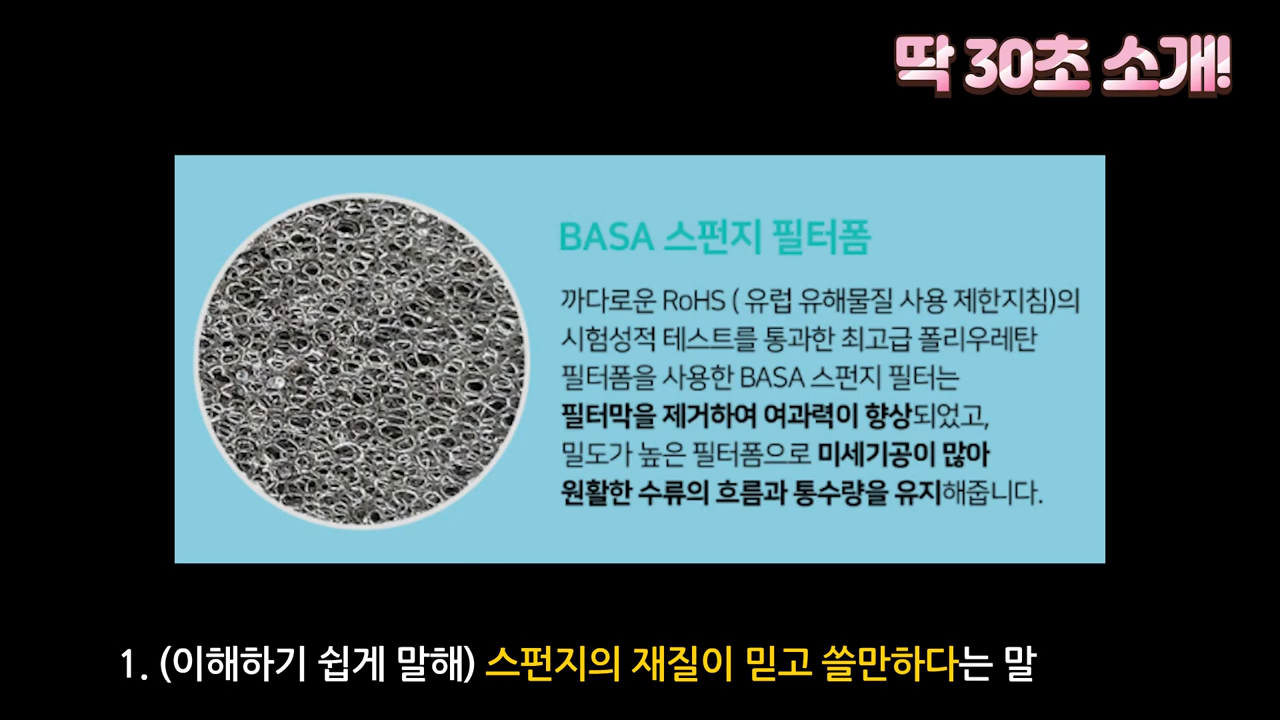 딱 30초 소개!
BASA 스펀지 필터폼
까다로운 RoHS ( 유럽 유해물질 사용 제한지침)의
시험성적 테스트를 통과한 최고급 폴리우레탄
필터폼을 사용한 BASA 스펀지 필터는
필터막을 제거하여 여과력이 향상되었고,
밀도가 높은 필터폼으로 미세기공이 많아
원활한 수류의 흐름과 통수량을 유지해줍니다.
1. (이해하기 쉽게 말해) 스펀지의 재질이 믿고 쓸만하다는 말